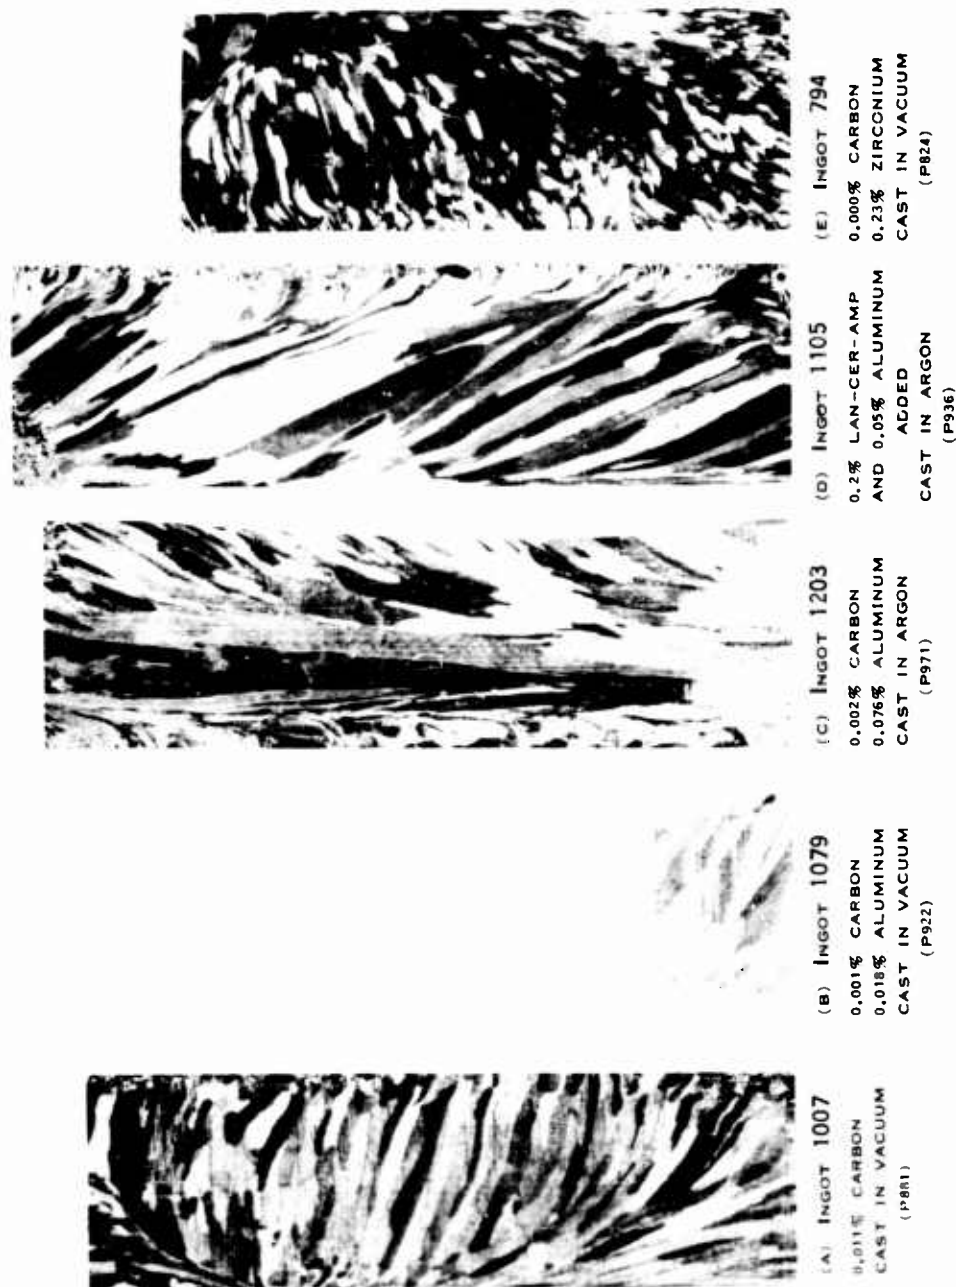 (A) INGOT 1007
0.011% CARBON
CAST IN VACUUM
(P881)
(B) INGOT 1079
0.001% CARBON
0.018% ALUMINUM
CAST IN VACUUM
(P922)
(C) INGOT 1203
0.002% CARBON
0.076% ALUMINUM
CAST IN ARGON
(P971)
(D) INGOT 1105
0.2% LAN-CER-AMP
AND 0.05% ALUMINUM
ADDED
CAST IN ARGON
(P936)
(E) INGOT 794
0.000% CARBON
0.23% ZIRCONIUM
CAST IN VACUUM
(P824)